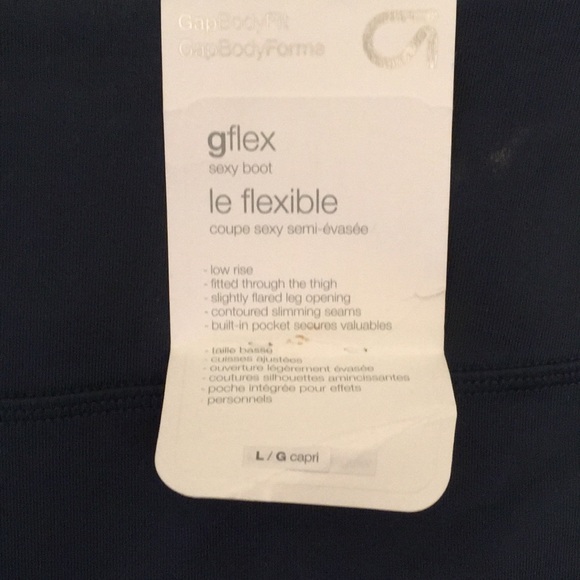 GapBodyFit
GapBodyForme
gflex
sexy boot
le flexible
coupe sexy semi-évasée
- low rise
- fitted through the thigh
- slightly flared leg opening
- contoured slimming seams
- built-in pocket secures valuables
- taille basse
- cuisses ajustées
- ouverture légèrement évasée
- coutures silhouettes amincissantes
- poche intégrée pour effets
personnels
L / G capri